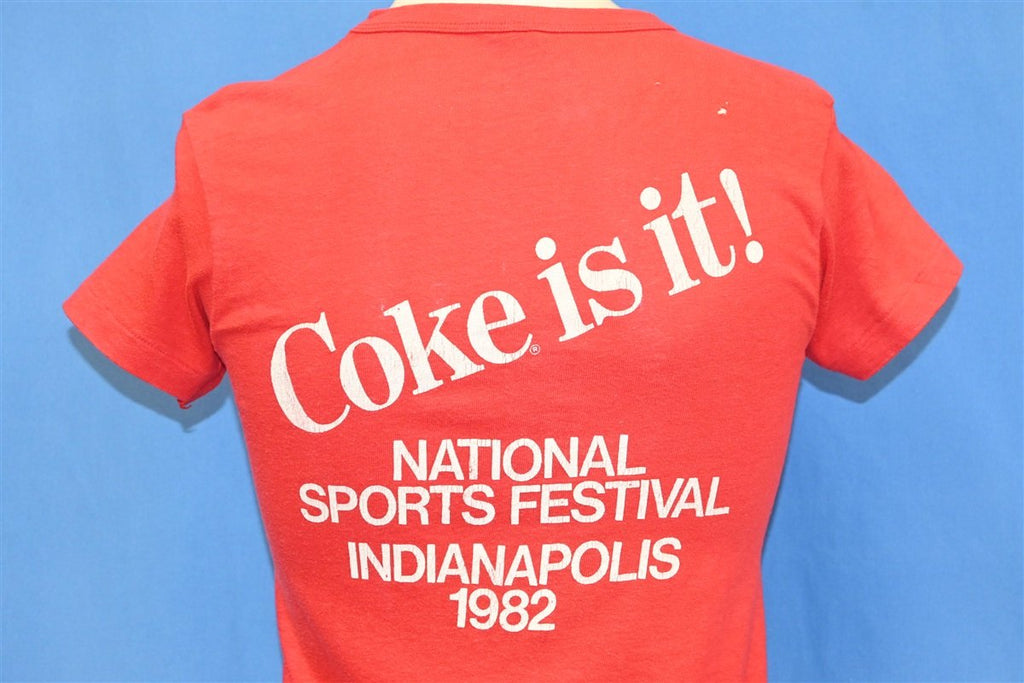 Coke® is it!
NATIONAL
SPORTS FESTIVAL
INDIANAPOLIS
1982